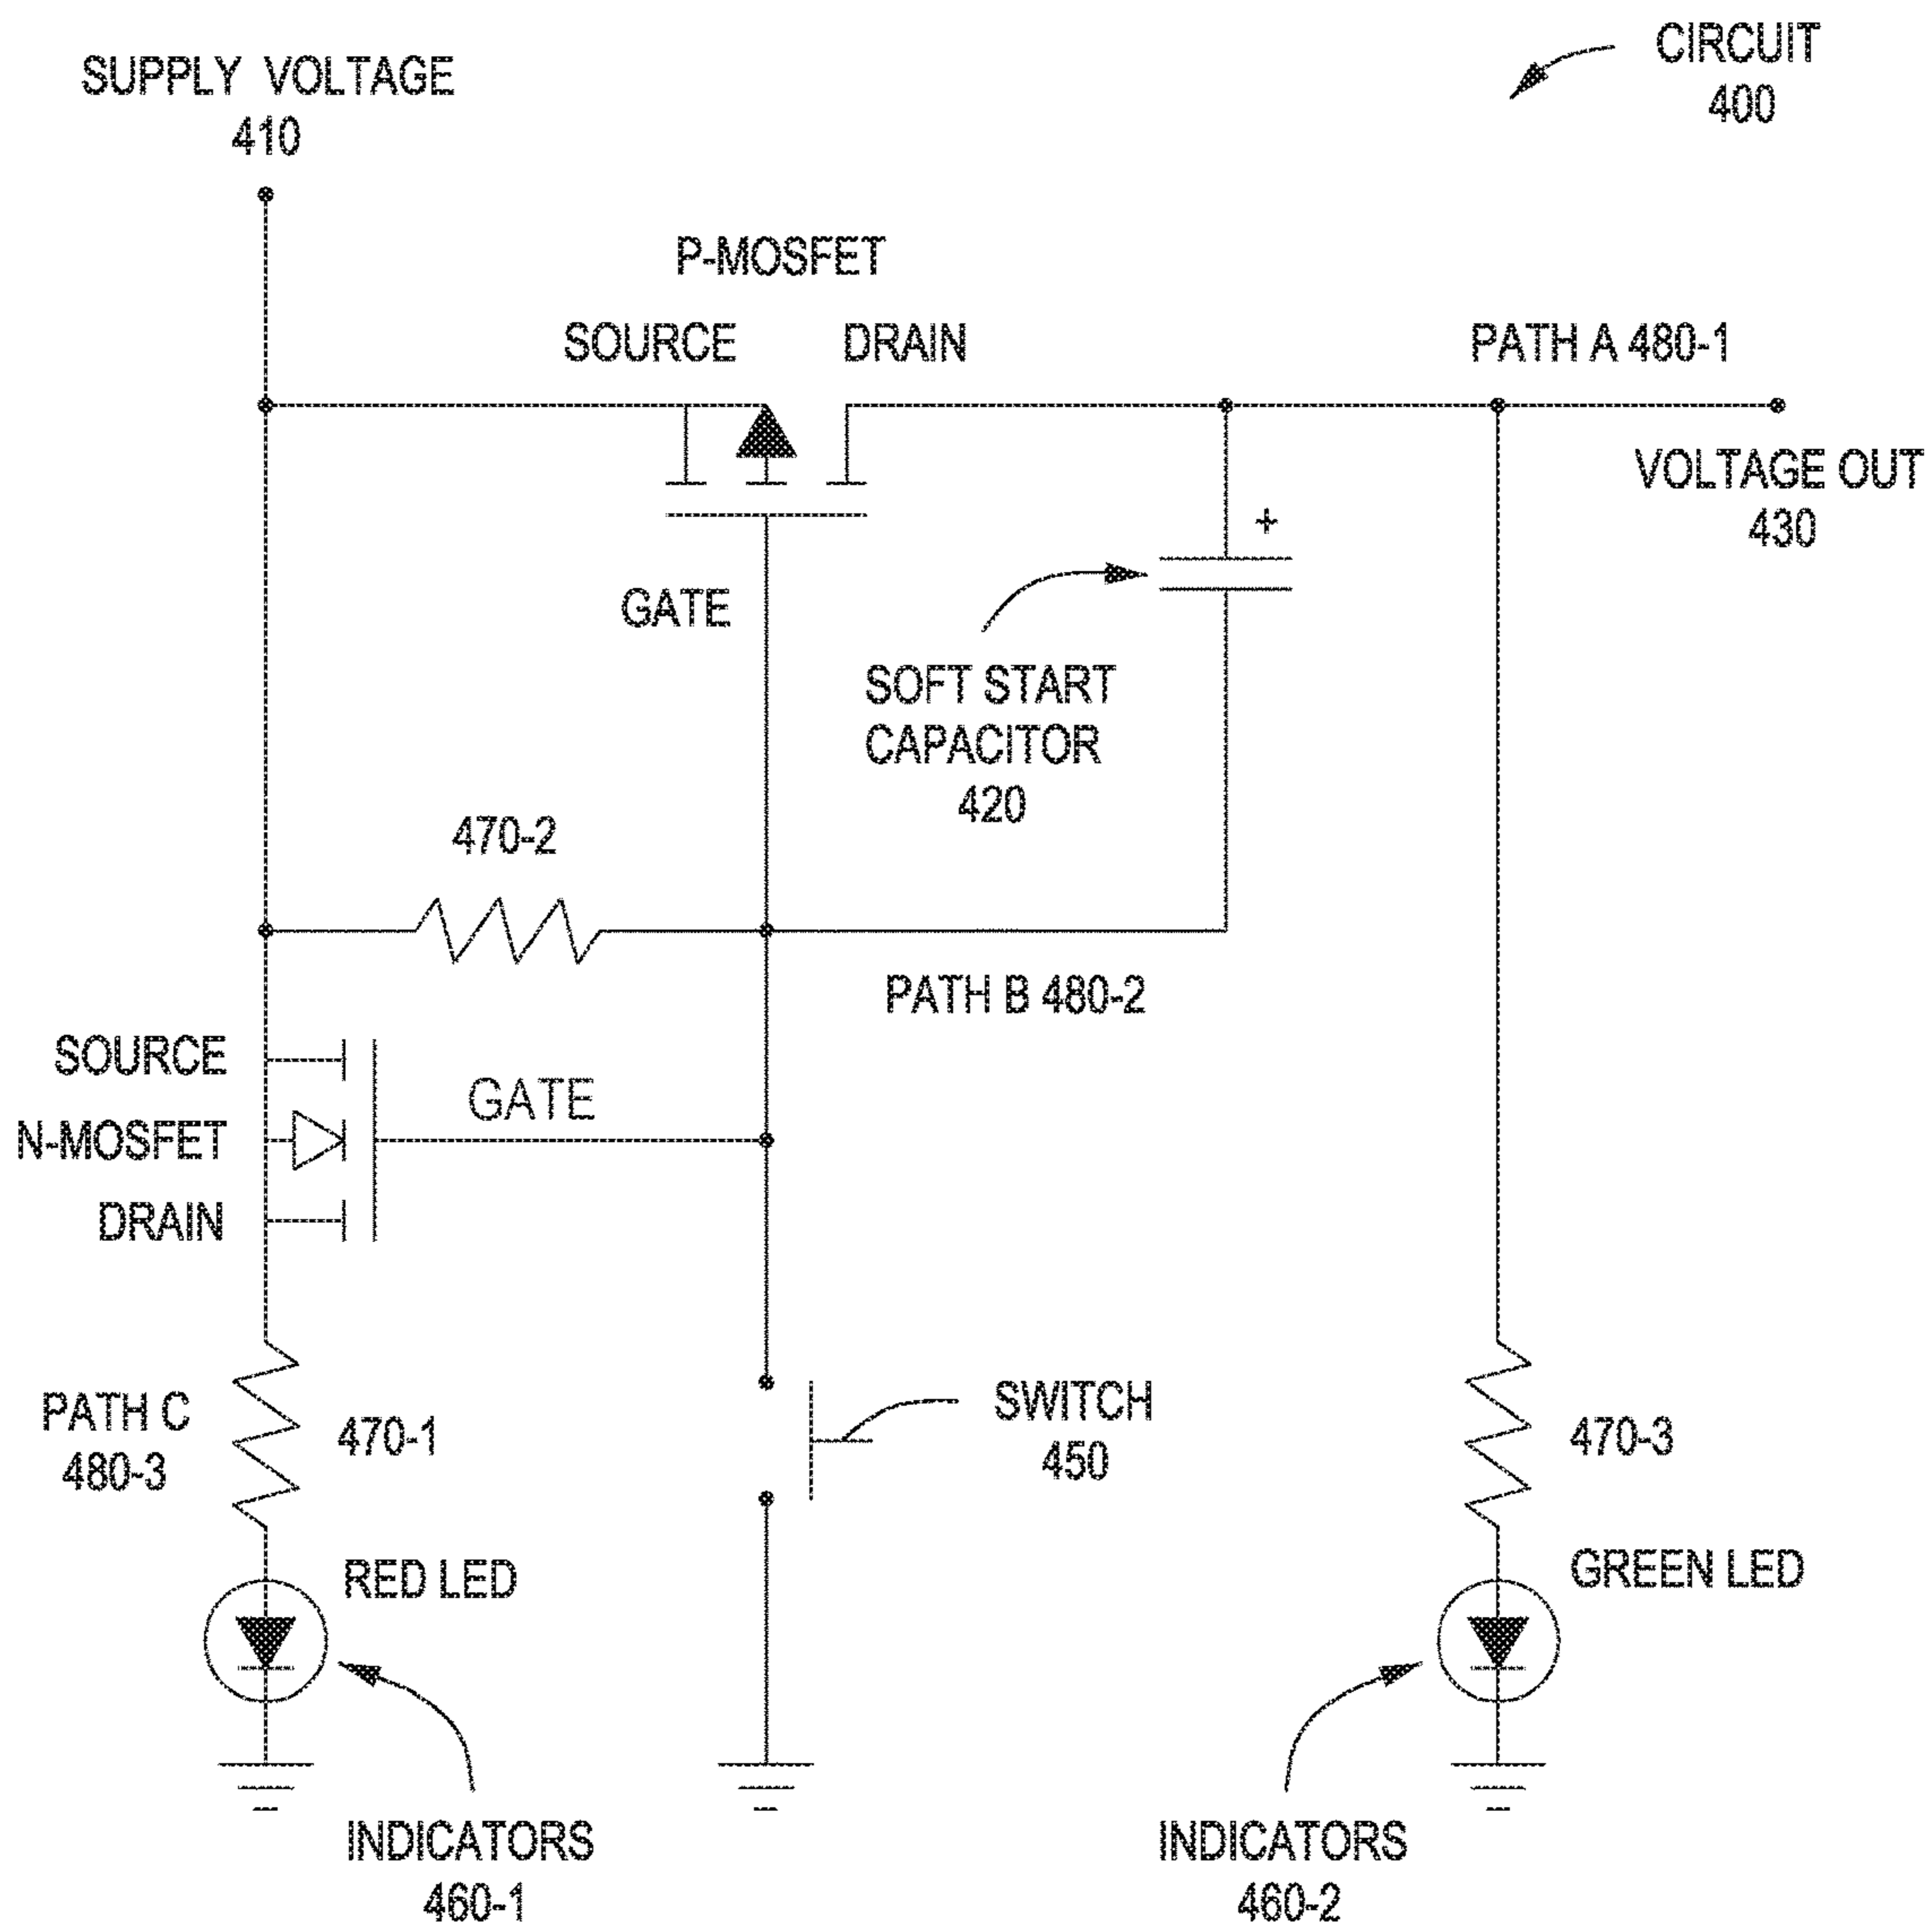 CIRCUIT
400
SUPPLY VOLTAGE
410
P-MOSFET
SOURCE
DRAIN
PATH A 480-1
VOLTAGE OUT
430
+
GATE
SOFT START
CAPACITOR
420
470-2
PATH B 480-2
SOURCE
GATE
N-MOSFET
DRAIN
PATH C
480-3
470-1
SWITCH
450
470-3
RED LED
GREEN LED
INDICATORS
460-1
INDICATORS
460-2